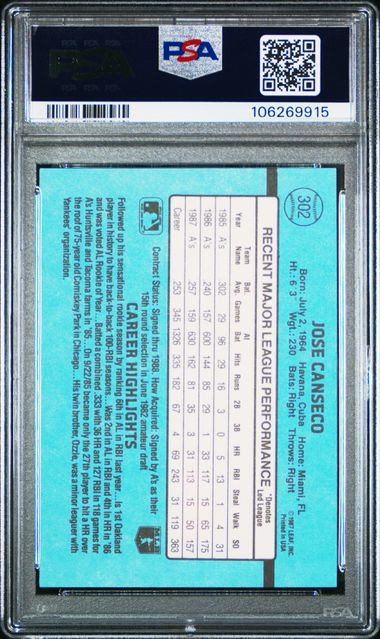 PSA
PSA
106269915
302
JOSE CANSECO
Born: July 2, 1964 Havana, Cuba Home: Miami, FL
Ht.: 6'3" Wgt.: 230 Bats: Right Throws: Right
©1987 LEAF, INC.
Printed in USA
RECENT MAJOR LEAGUE PERFORMANCE
*Denotes
Led League
Year Team Name Bat. Avg. Games At Bat Hits Runs 2B 3B HR RBI Steal Walk SO
1985 A's 302 29 96 29 16 3 0 5 13 1 4 31
1986 A's 240 157 600 144 85 29 1 33 117 15 65 175
1987 A's 257 159 630 162 81 35 3 31 113 15 50 157
Career 253 345 1326 335 182 67 4 69 243 31 119 363
Contract Status: Signed thru 1988. How Acquired: Signed by A's as their
15th round selection in June 1982 amateur draft
CAREER HIGHLIGHTS
Followed up his sensational rookie season by ranking 6th in AL in RBI last year... Is 1st Oakland
player in history to have back-to-back 100-RBI seasons... Was 2nd in AL in RBI and 4th in HR in '86
and was voted AL Rookie of Year... Batted a combined .333 with 36 HR and 127 RBI in 118 games for
A's Huntsville and Tacoma farms in '85... On 9/22/85 became only the 27th player to hit a HR over
the roof of 75-year old Comiskey Park in Chicago... His twin brother, Ozzie, was a minor leaguer with
Yankees' organization.